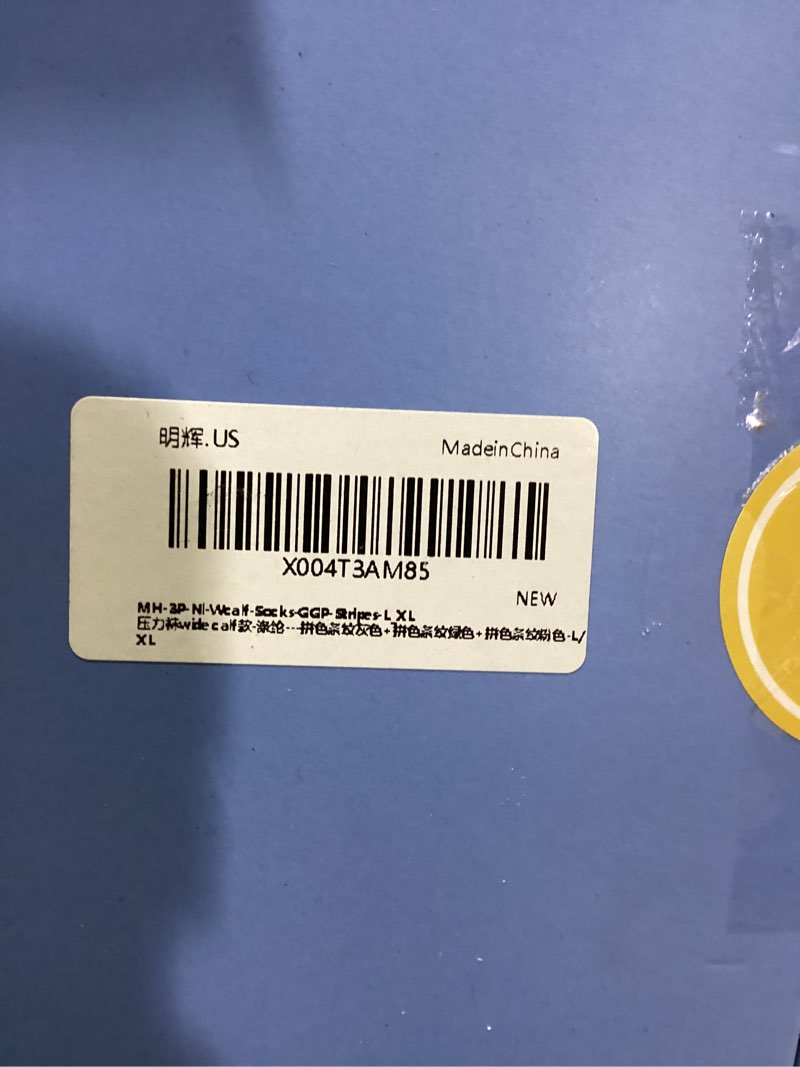 明辉.US
MadeinChina
X004T3AM85
NEW
MH-3P-NI-Wcalf-Socks-GGP-Stripes-L XL
压力袜wide calf款-涤纶---拼色条纹灰色+拼色条纹绿色+拼色条纹粉色-L/
XL